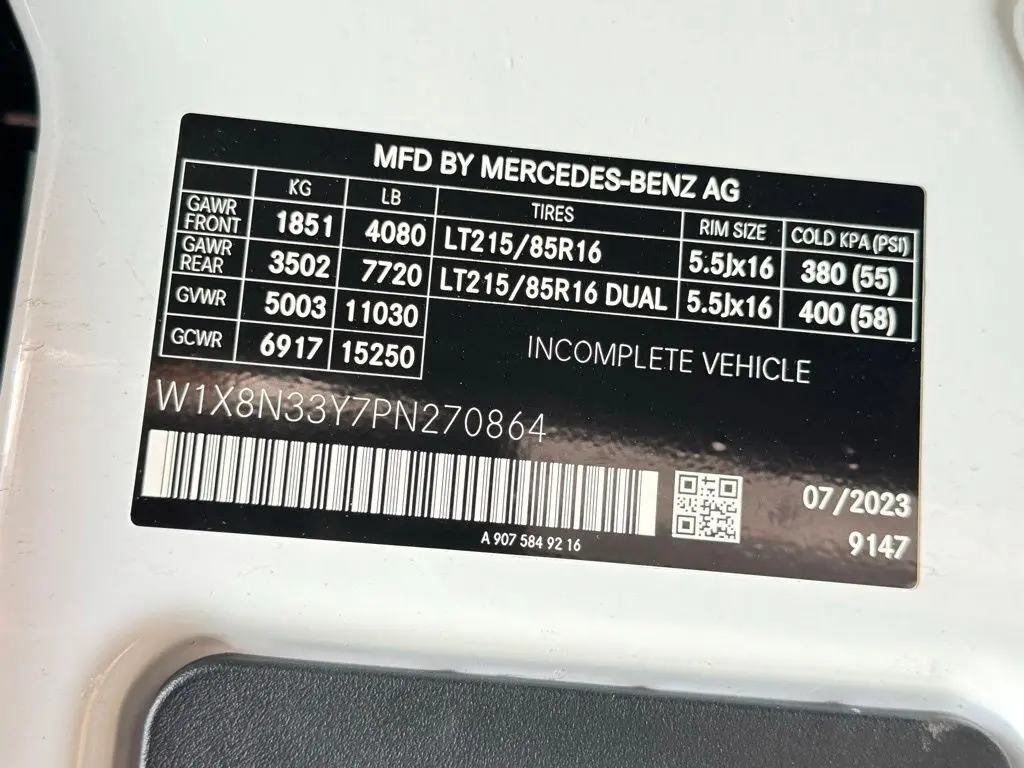 MFD BY MERCEDES-BENZ AG
KG LB TIRES RIM SIZE COLD KPA (PSI)
GAWR FRONT 1851 4080 LT215/85R16 5.5Jx16 380 (55)
GAWR REAR 3502 7720 LT215/85R16 DUAL 5.5Jx16 400 (58)
GVWR 5003 11030
GCWR 6917 15250
INCOMPLETE VEHICLE
W1X8N33Y7PN270864
07/2023
A 907 584 92 16
9147